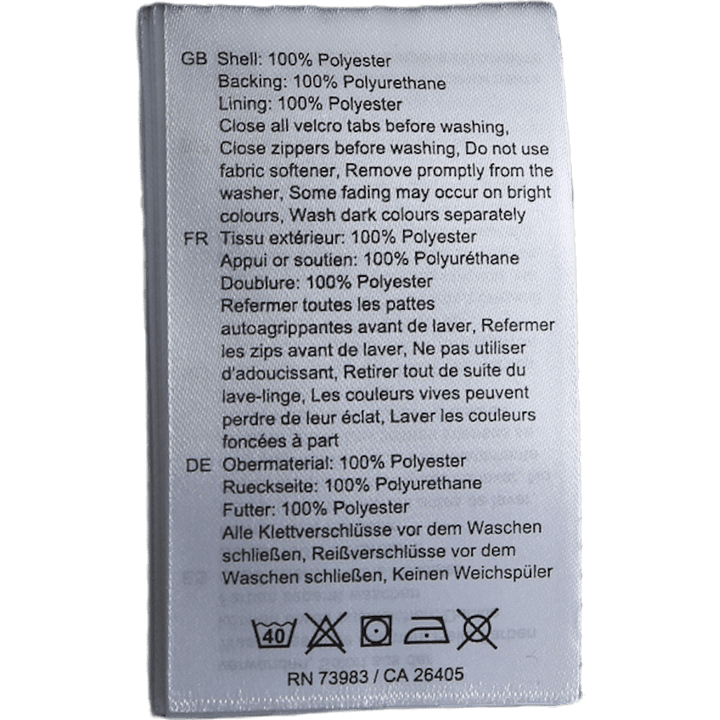 GB Shell: 100% Polyester
Backing: 100% Polyurethane
Lining: 100% Polyester
Close all velcro tabs before washing,
Close zippers before washing, Do not use
fabric softener, Remove promptly from the
washer, Some fading may occur on bright
colours, Wash dark colours separately
FR Tissu extérieur: 100% Polyester
Appui or soutien: 100% Polyuréthane
Doublure: 100% Polyester
Refermer toutes les pattes
autoagrippantes avant de laver, Refermer
les zips avant de laver, Ne pas utiliser
d'adoucissant, Retirer tout de suite du
lave-linge, Les couleurs vives peuvent
perdre de leur éclat, Laver les couleurs
foncées à part
DE Obermaterial: 100% Polyester
Rueckseite: 100% Polyurethane
Futter: 100% Polyester
Alle Klettverschlüsse vor dem Waschen
schließen, Reißverschlüsse vor dem
Waschen schließen, Keinen Weichspüler
40
RN 73983 / CA 26405